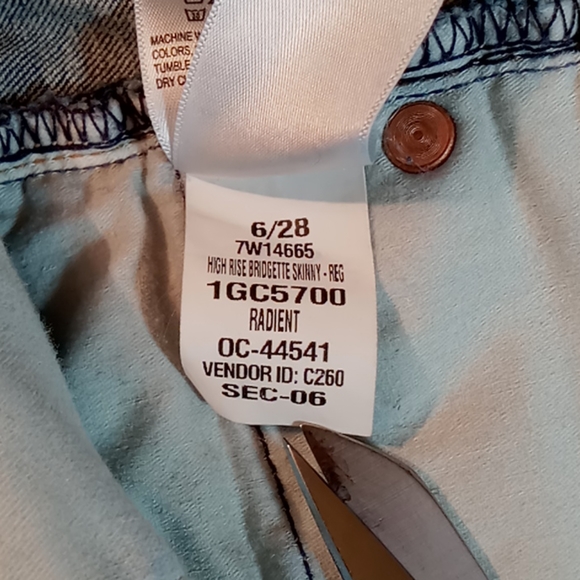 MACHINE W
COLORS,
TUMBLE
DRY C
6/28
7W14665
HIGH RISE BRIDGETTE SKINNY - REG
1GC5700
RADIENT
OC-44541
VENDOR ID: C260
SEC-06